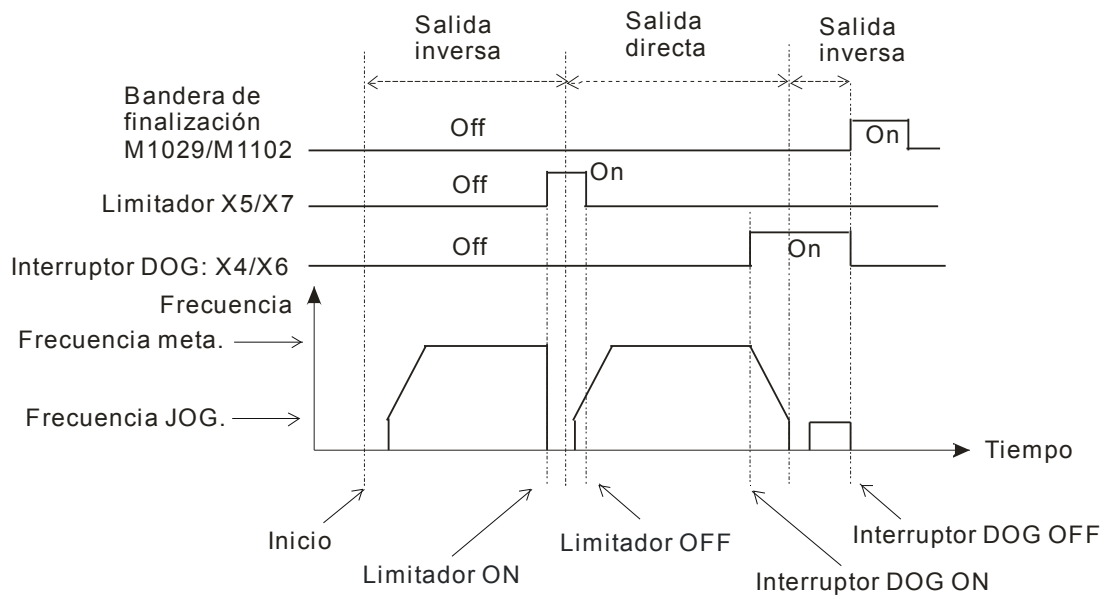 Salida
inversa
Salida
directa
Salida
inversa
Bandera de
finalización
M1029/M1102
Off
On
Limitador X5/X7
Off
On
Interruptor DOG: X4/X6
Off
On
Frecuencia
Frecuencia meta.
Frecuencia JOG.
Tiempo
Inicio
Limitador ON
Limitador OFF
Interruptor DOG ON
Interruptor DOG OFF